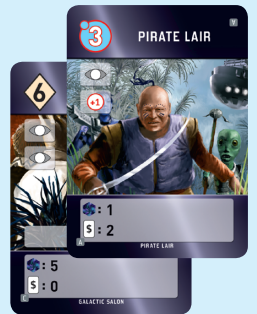 3 PIRATE LAIR Y
+1
: 1
$ : 2
A PIRATE LAIR
6
: 5
$ : 0
C GALACTIC SALON